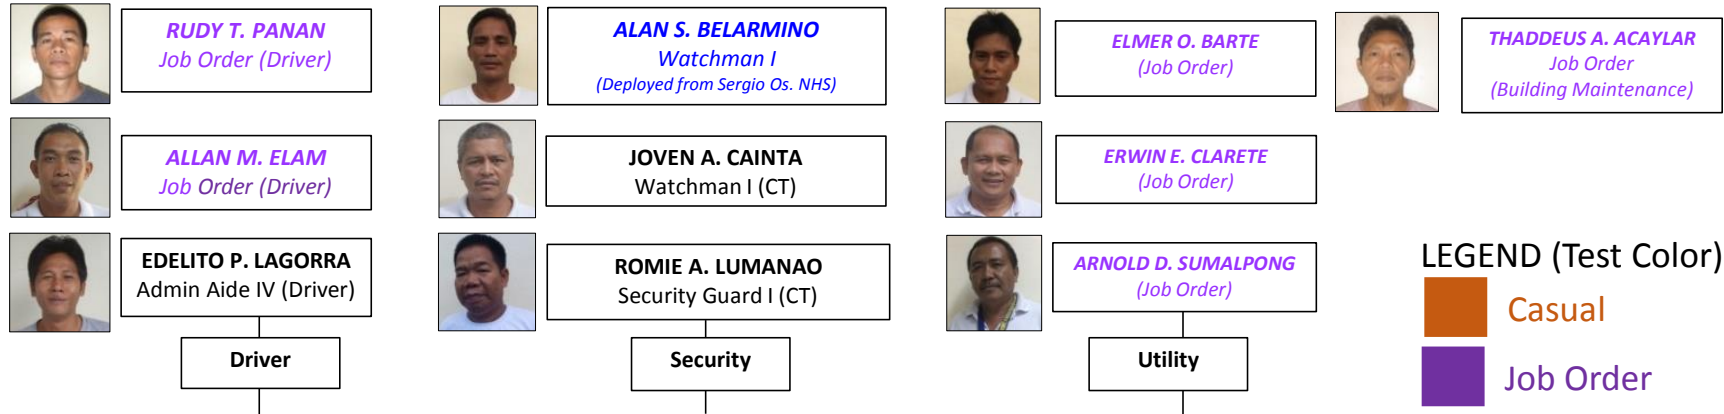 RUDY T. PANAN
Job Order (Driver)
ALLAN M. ELAM
Job Order (Driver)
EDELITO P. LAGORRA
Admin Aide IV (Driver)
Driver
ALAN S. BELARMINO
Watchman I
(Deployed from Sergio Os. NHS)
JOVEN A. CAINTA
Watchman I (CT)
ROMIE A. LUMANAO
Security Guard I (CT)
Security
ELMER O. BARTE
(Job Order)
ERWIN E. CLARETE
(Job Order)
ARNOLD D. SUMALPONG
(Job Order)
Utility
THADDEUS A. ACAYLAR
Job Order
(Building Maintenance)
LEGEND (Test Color)
Casual
Job Order